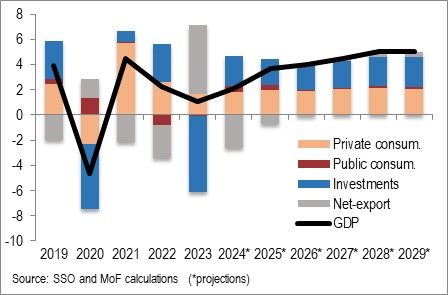 8
6
4
2
0
-2
-4
-6
-8
-10
Private consum.
Public consum.
Investments
Net-export
GDP
2019 2020 2021 2022 2023 2024* 2025* 2026* 2027* 2028* 2029*
Source: SSO and MoF calculations (*projections)